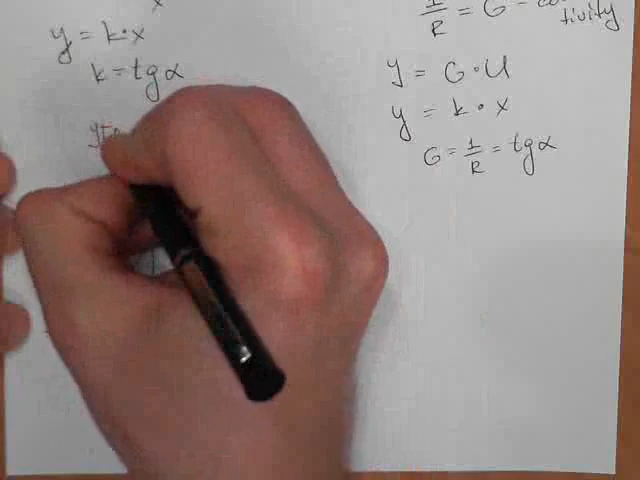 x
y = k·x
k = tgα
1/R = G -
tivity
y = G·U
y = k·x
G = 1/R = tgα